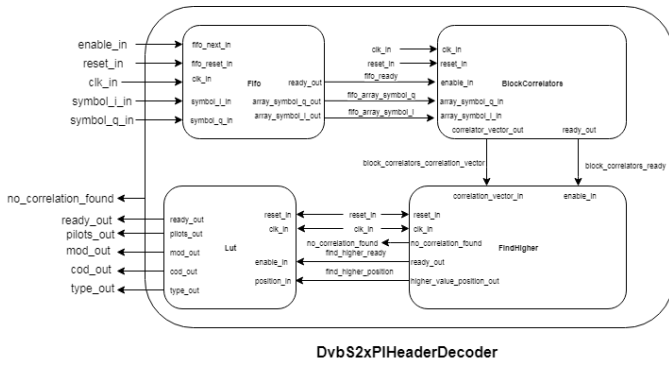 enable_in
reset_in
clk_in
symbol_i_in
symbol_q_in
fifo_next_in
fifo_reset_in
clk_in
symbol_i_in
symbol_q_in
Fifo
ready_out
array_symbol_q_out
array_symbol_i_out
fifo_ready
fifo_array_symbol_q
fifo_array_symbol_i
clk_in
reset_in
clk_in
reset_in
enable_in
array_symbol_q_in
array_symbol_i_in
BlockCorrelators
correlator_vector_out
ready_out
block_correlators_correlation_vector
block_correlators_ready
no_correlation_found
ready_out
pilots_out
mod_out
cod_out
type_out
ready_out
pilots_out
mod_out
cod_out
type_out
Lut
reset_in
clk_in
enable_in
position_in
reset_in
clk_in
no_correlation_found
find_higher_ready
find_higher_position
correlation_vector_in
enable_in
reset_in
clk_in
no_correlation_found
ready_out
higher_value_position_out
FindHigher
DvbS2xPlHeaderDecoder